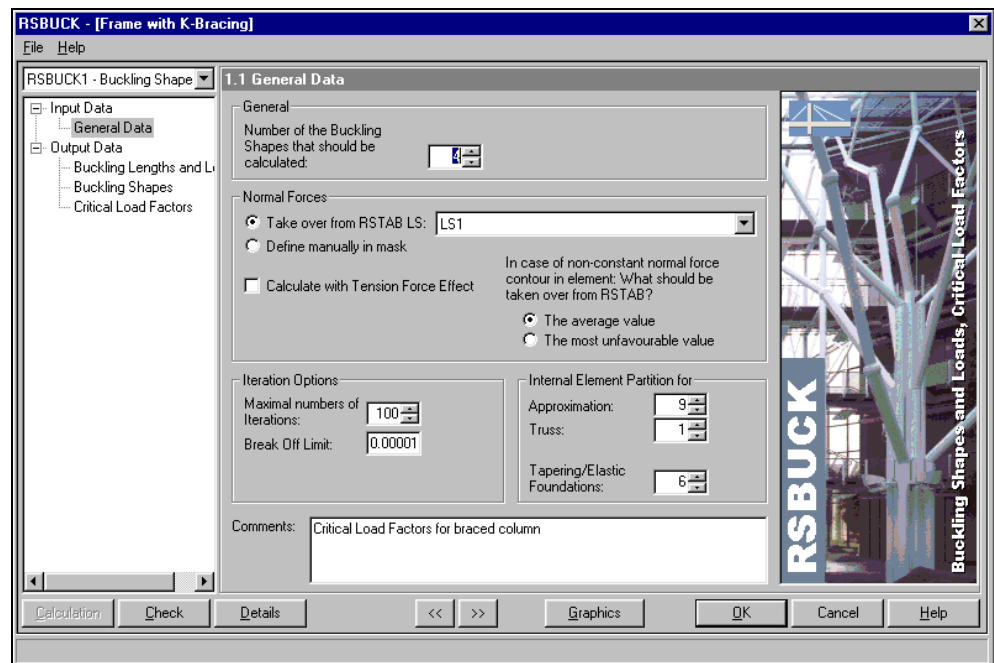 RSBUCK - [Frame with K-Bracing]
File Help
RSBUCK1 - Buckling Shape
Input Data
General Data
Output Data
Buckling Lengths and L
Buckling Shapes
Critical Load Factors
1.1 General Data
General
Number of the Buckling
Shapes that should be
calculated:
4
Normal Forces
Take over from RSTAB LS:
LS1
Define manually in mask
Calculate with Tension Force Effect
In case of non-constant normal force
contour in element: What should be
taken over from RSTAB?
The average value
The most unfavourable value
Iteration Options
Maximal numbers of
Iterations:
100
Break Off Limit:
0.00001
Internal Element Partition for
Approximation:
9
Truss:
1
Tapering/Elastic
Foundations:
6
Comments:
Critical Load Factors for braced column
RSBUCK
Buckling Shapes and Loads, Critical Load Factors
Calculation
Check
Details
<<
>>
Graphics
OK
Cancel
Help